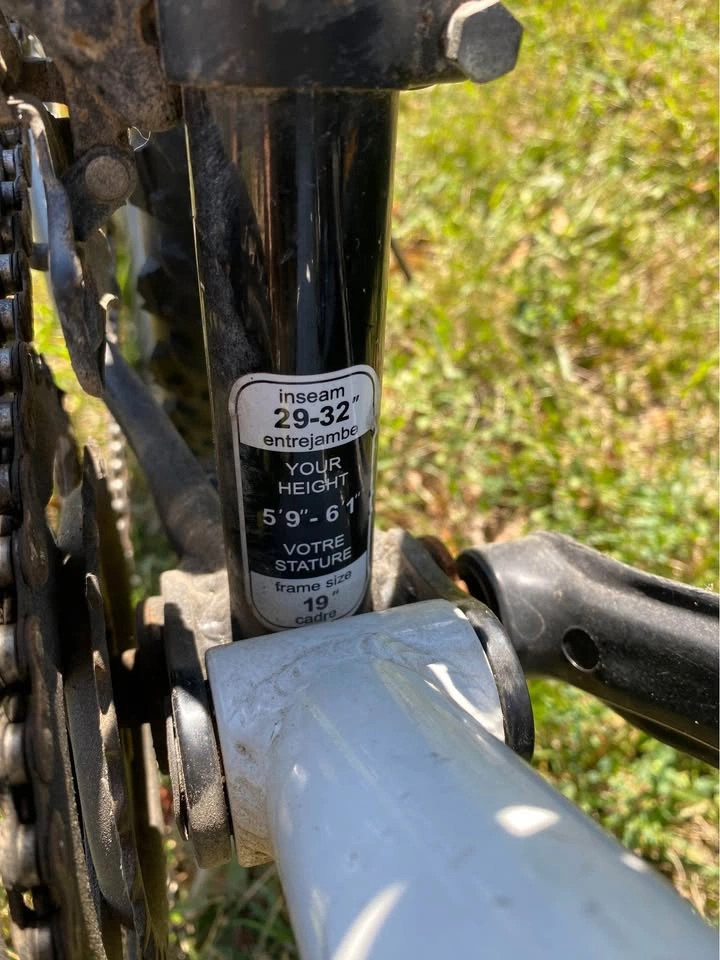 inseam
29-32"
entrejambe
YOUR
HEIGHT
5'9"- 6'1"
VOTRE
STATURE
frame size
19"
cadre